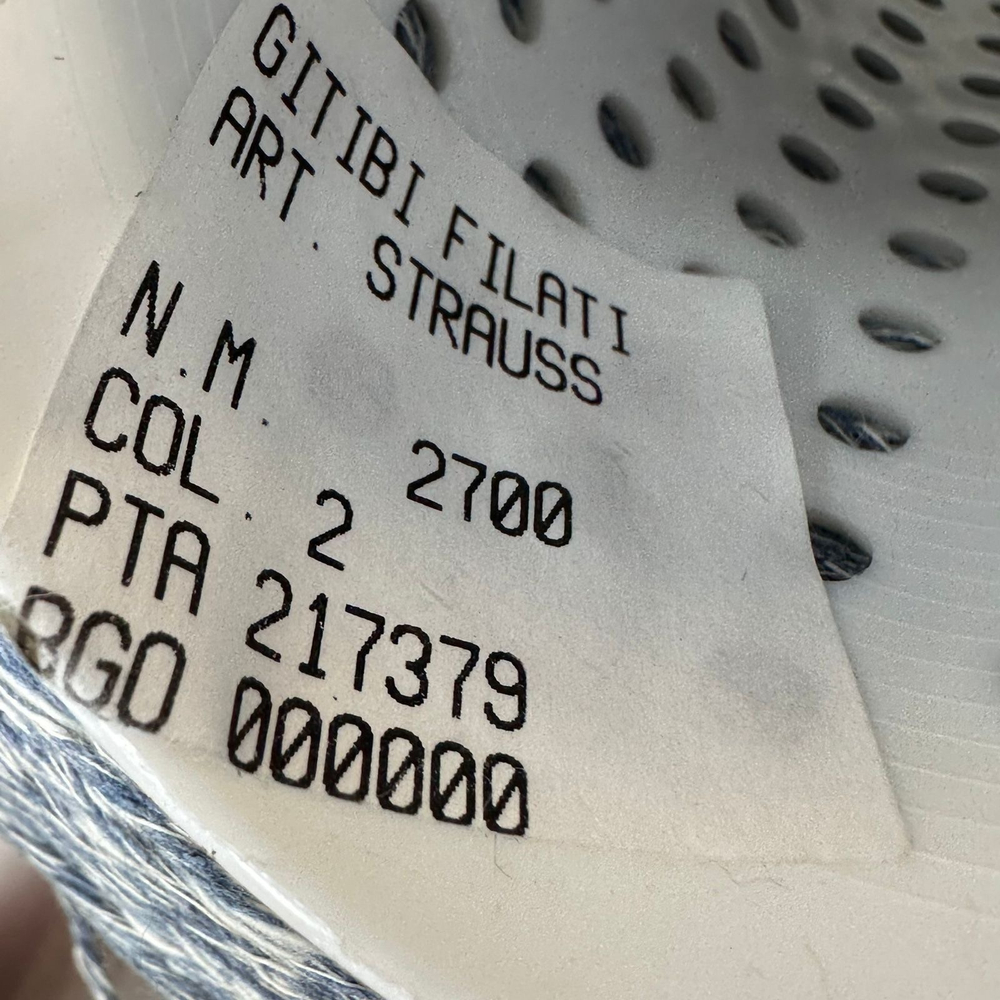 GITIBI FILATI
ART. STRAUSS
N.M. 2700
COL. 2
PTA 217379
BGO 000000